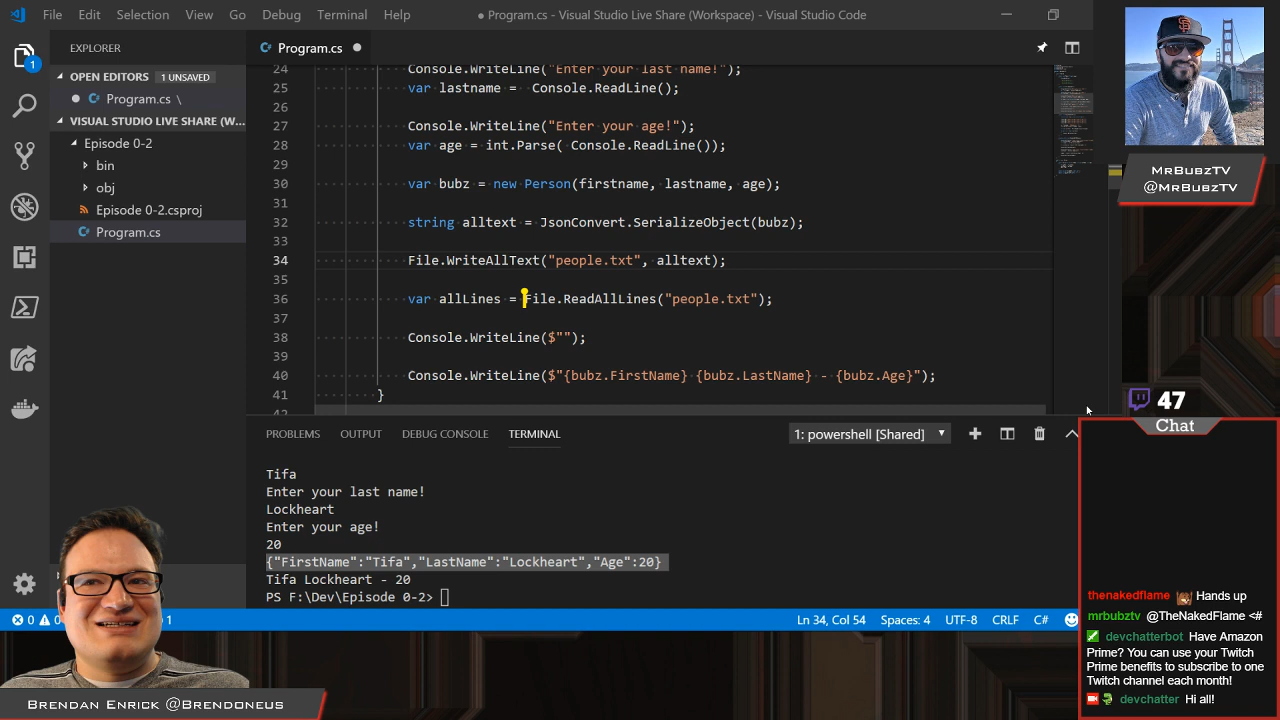 File Edit Selection View Go Debug Terminal Help
● Program.cs - Visual Studio Live Share (Workspace) - Visual Studio Code
EXPLORER
OPEN EDITORS 1 UNSAVED
Program.cs \
VISUAL STUDIO LIVE SHARE (W...
Episode 0-2
bin
obj
Episode 0-2.csproj
Program.cs
1
Program.cs
24 Console.WriteLine("Enter your last name!");
25 var lastname =  Console.ReadLine();
26
27 Console.WriteLine("Enter your age!");
28 var age = int.Parse( Console.ReadLine());
29
30 var bubz = new Person(firstname, lastname, age);
31
32 string alltext = JsonConvert.SerializeObject(bubz);
33
34 File.WriteAllText("people.txt", alltext);
35
36 var allLines = File.ReadAllLines("people.txt");
37
38 Console.WriteLine($"");
39
40 Console.WriteLine($"{bubz.FirstName} {bubz.LastName} - {bubz.Age}");
41 }
42
PROBLEMS OUTPUT DEBUG CONSOLE TERMINAL
1: powershell [Shared]
Tifa
Enter your last name!
Lockheart
Enter your age!
20
{"FirstName":"Tifa","LastName":"Lockheart","Age":20}
Tifa Lockheart - 20
PS F:\Dev\Episode 0-2>
0 0 1
Ln 34, Col 54 Spaces: 4 UTF-8 CRLF C#
MrBubzTV
@MrBubzTV
47
Chat
thenakedflame Hands up
mrbubztv @TheNakedFlame <#
devchatterbot Have Amazon
Prime? You can use your Twitch
Prime benefits to subscribe to one
Twitch channel each month!
devchatter Hi all!
Brendan Enrick @Brendoneus